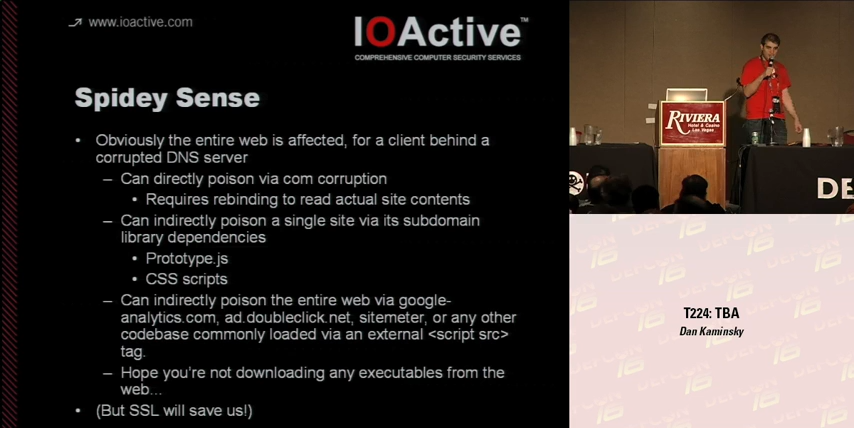 www.ioactive.com
IOActive™
COMPREHENSIVE COMPUTER SECURITY SERVICES
Spidey Sense
• Obviously the entire web is affected, for a client behind a
corrupted DNS server
– Can directly poison via com corruption
• Requires rebinding to read actual site contents
– Can indirectly poison a single site via its subdomain
library dependencies
• Prototype.js
• CSS scripts
– Can indirectly poison the entire web via google-
analytics.com, ad.doubleclick.net, sitemeter, or any other
codebase commonly loaded via an external <script src>
tag.
– Hope you're not downloading any executables from the
web...
• (But SSL will save us!)
RIVIERA
Hotel & Casino
Las Vegas
DE
T224: TBA
Dan Kaminsky
DEFCON
16